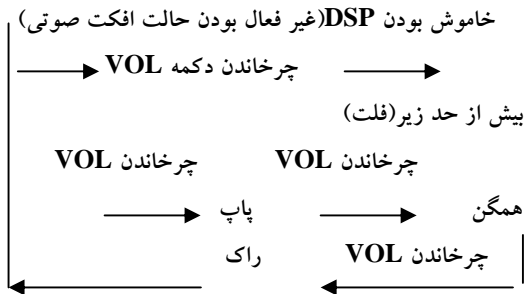 خاموش بودن DSP(غیر فعال بودن حالت افکت صوتی)
چرخاندن دکمه VOL
بیش از حد زیر(فلت)
چرخاندن VOL چرخاندن VOL
همگن پاپ
چرخاندن VOL راک